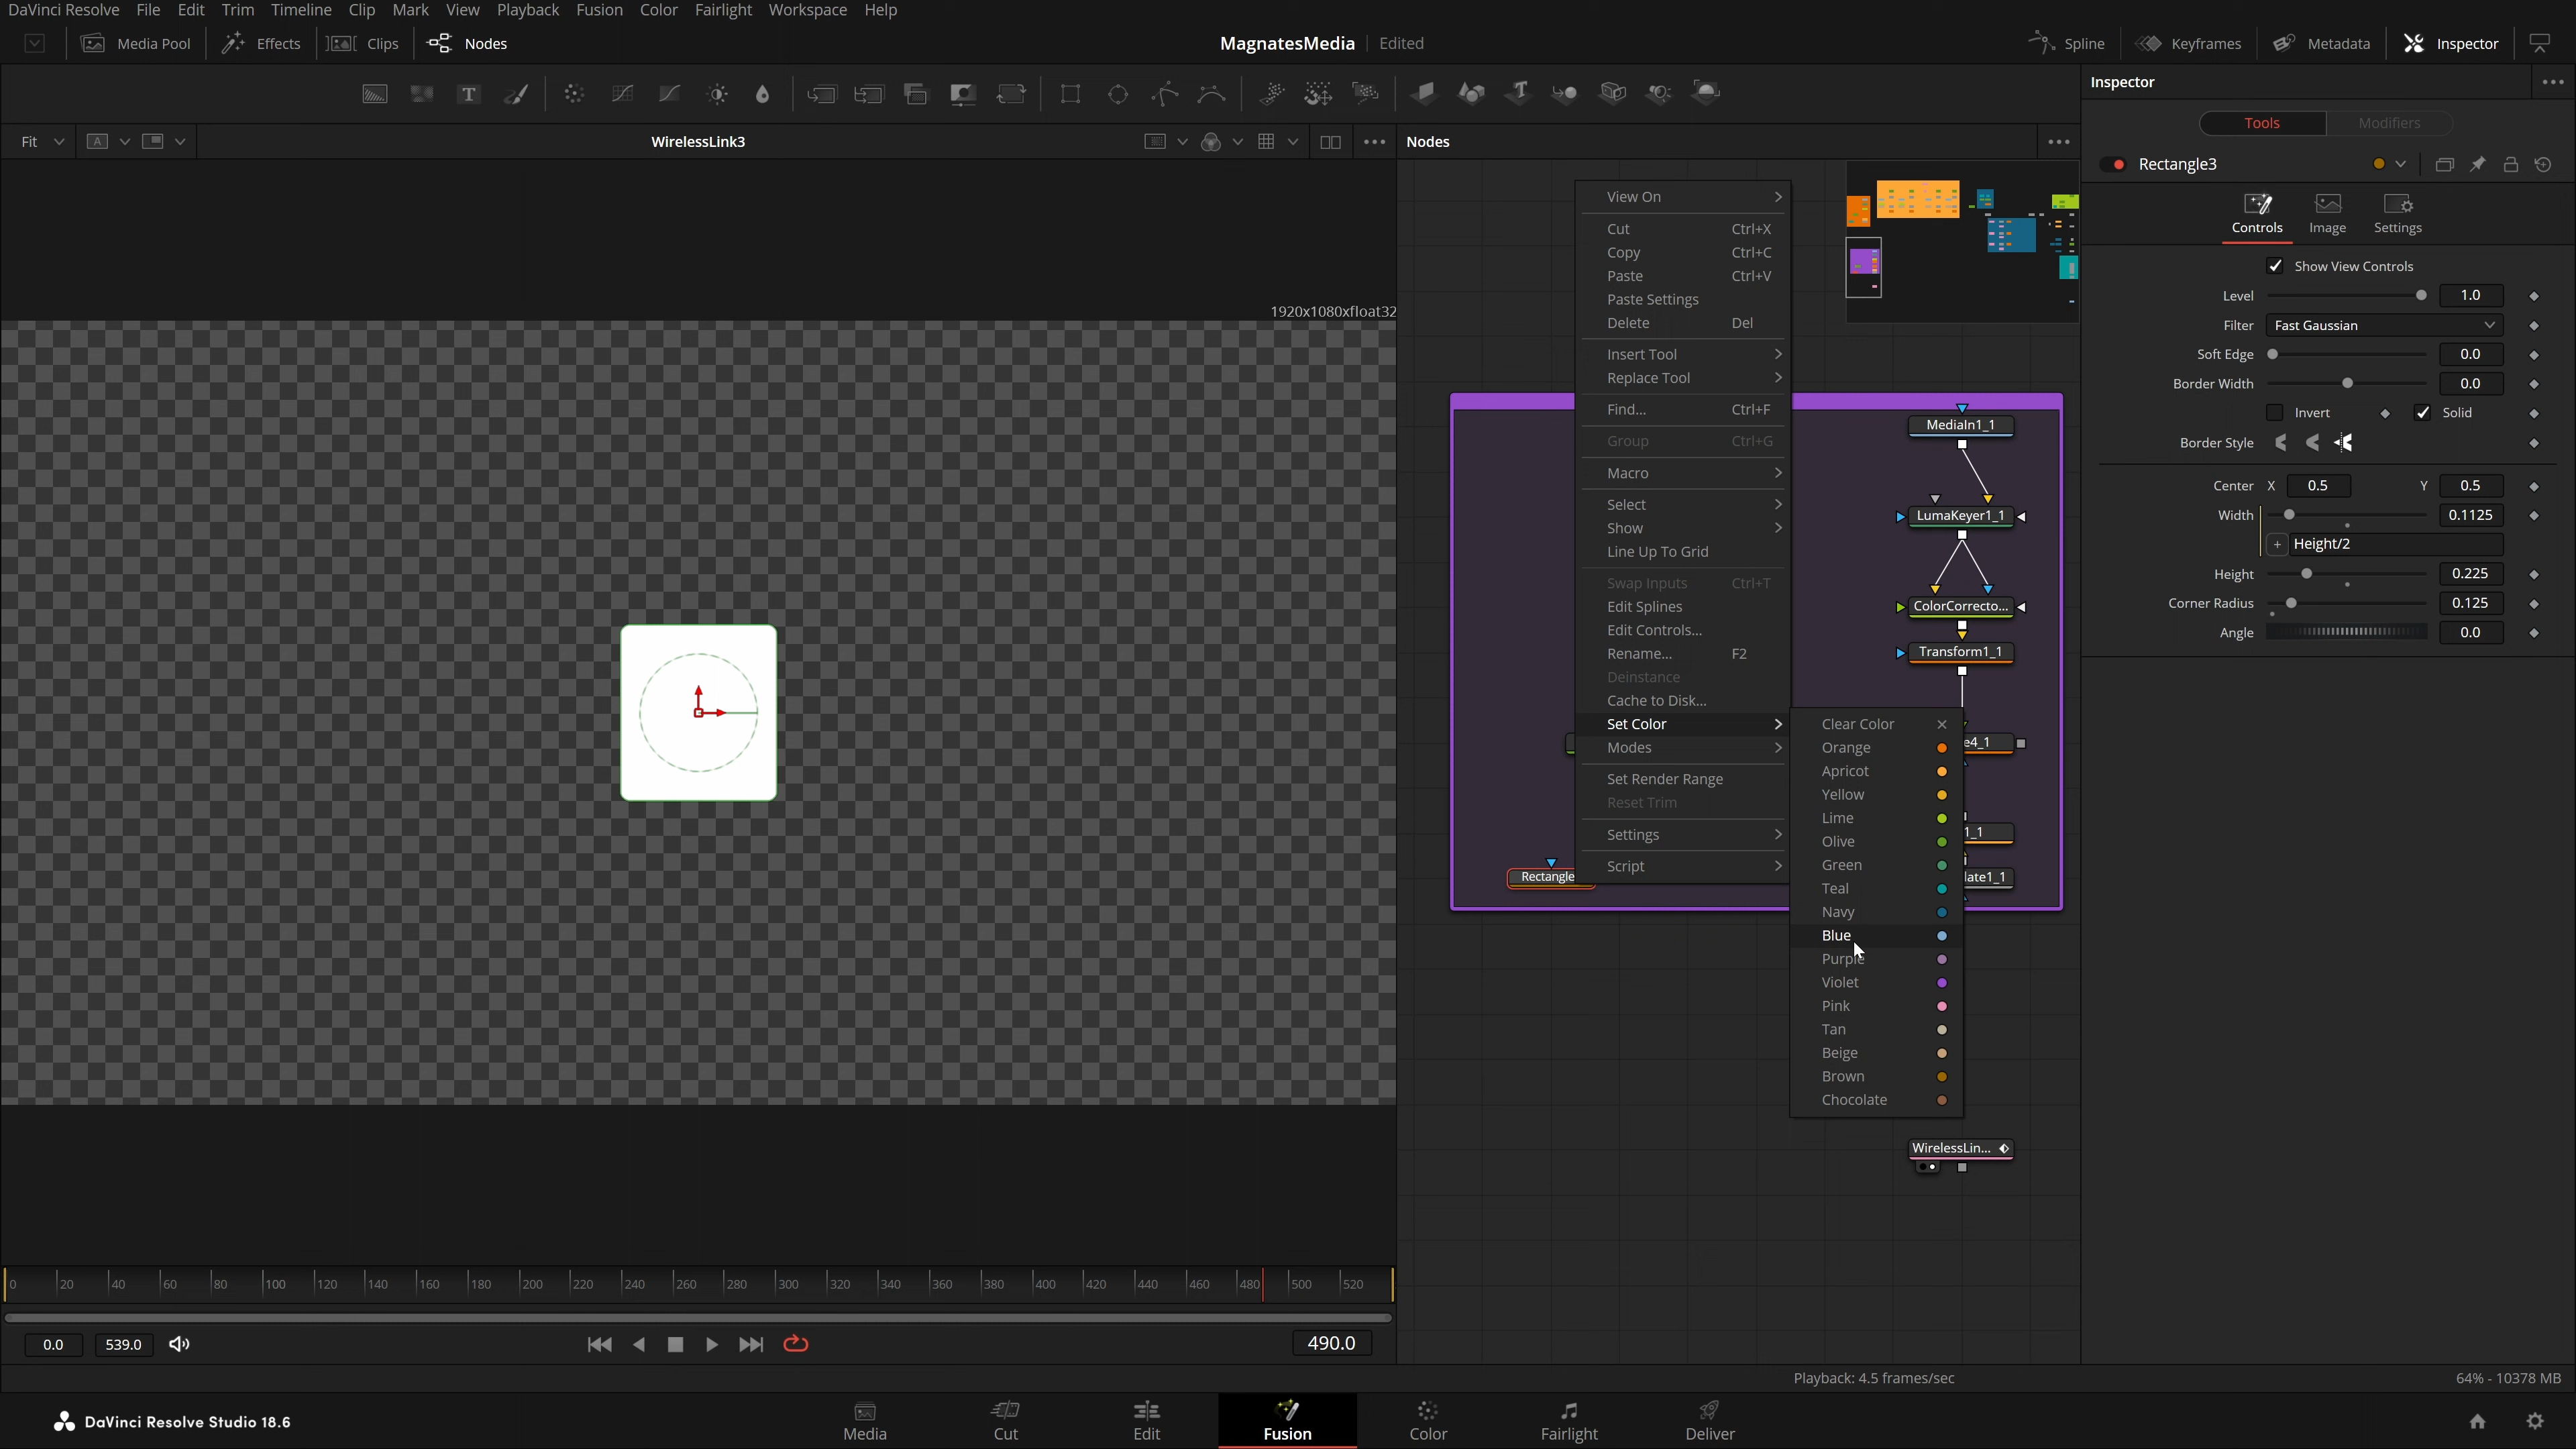 DaVinci Resolve File Edit Trim Timeline Clip Mark View Playback Fusion Color Fairlight Workspace Help
Media Pool Effects Clips Nodes
MagnatesMedia Edited
Spline Keyframes Metadata Inspector
Fit
A
WirelessLink3
Nodes
1920x1080xfloat32
View On
Cut Ctrl+X
Copy Ctrl+C
Paste Ctrl+V
Paste Settings
Delete Del
Insert Tool
Replace Tool
Find... Ctrl+F
Group Ctrl+G
Macro
Select
Show
Line Up To Grid
Swap Inputs Ctrl+T
Edit Splines
Edit Controls...
Rename... F2
Deinstance
Cache to Disk...
Set Color
Modes
Set Render Range
Reset Trim
Settings
Script
Clear Color
Orange
Apricot
Yellow
Lime
Olive
Green
Teal
Navy
Blue
Purple
Violet
Pink
Tan
Beige
Brown
Chocolate
MediaIn1_1
LumaKeyer1_1
ColorCorrecto...
Transform1_1
e4_1
1_1
late1_1
Rectangle
WirelessLin...
Inspector
Tools Modifiers
Rectangle3
Controls Image Settings
Show View Controls
Level 1.0
Filter Fast Gaussian
Soft Edge 0.0
Border Width 0.0
Invert Solid
Border Style
Center X 0.5 Y 0.5
Width 0.1125
+ Height/2
Height 0.225
Corner Radius 0.125
Angle 0.0
0 20 40 60 80 100 120 140 160 180 200 220 240 260 280 300 320 340 360 380 400 420 440 460 480 500 520
0.0 539.0 490.0
Playback: 4.5 frames/sec
64% - 10378 MB
DaVinci Resolve Studio 18.6
Media Cut Edit Fusion Color Fairlight Deliver